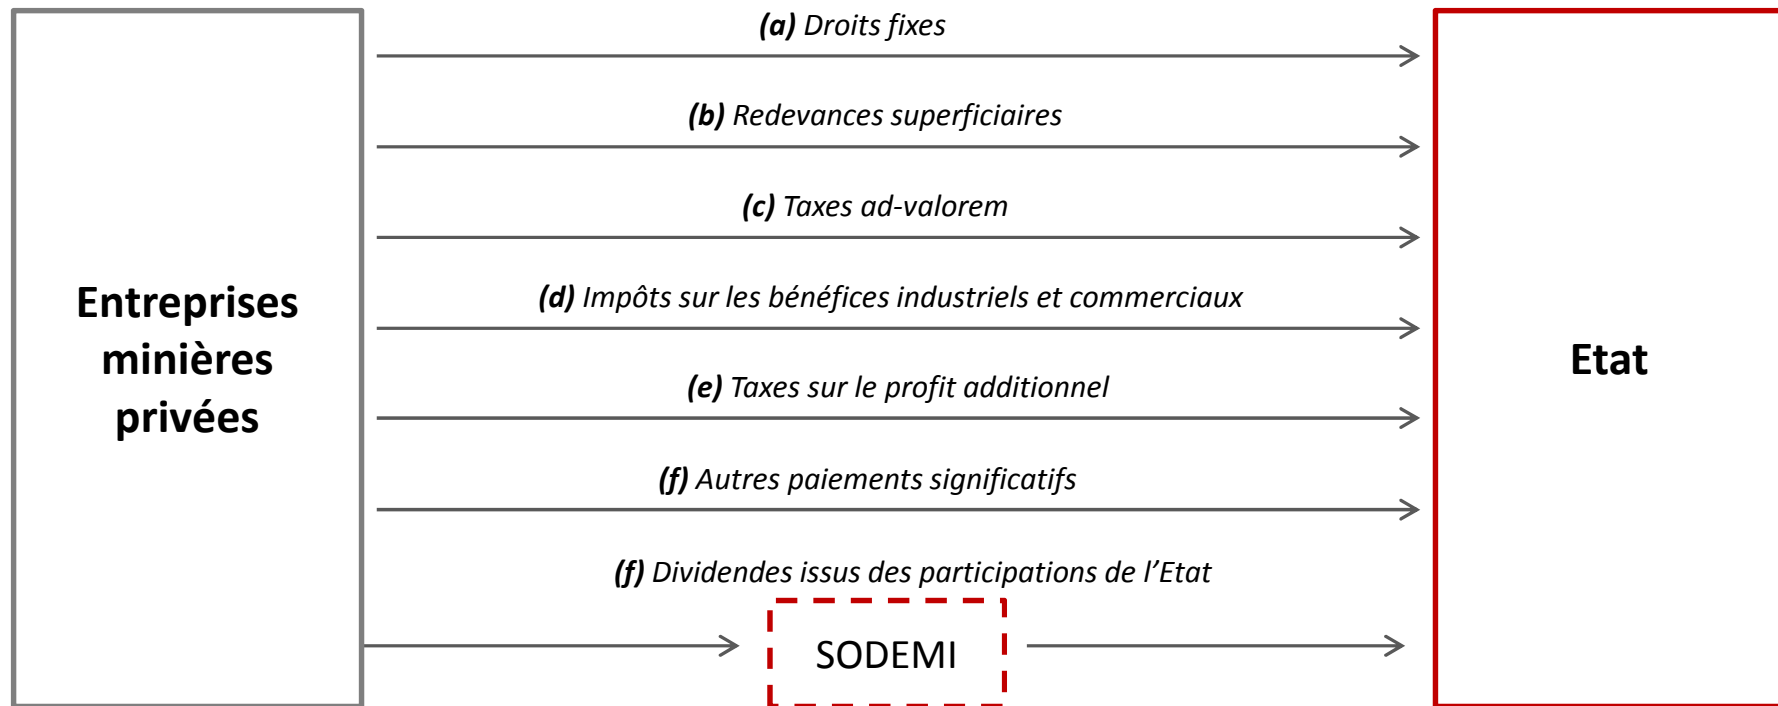 (a) Droits fixes
(b) Redevances superficiaires
(c) Taxes ad-valorem
(d) Impôts sur les bénéfices industriels et commerciaux
Entreprises
minières
privées
Etat
(e) Taxes sur le profit additionnel
(f) Autres paiements significatifs
(f) Dividendes issus des participations de l’Etat
SODEMI